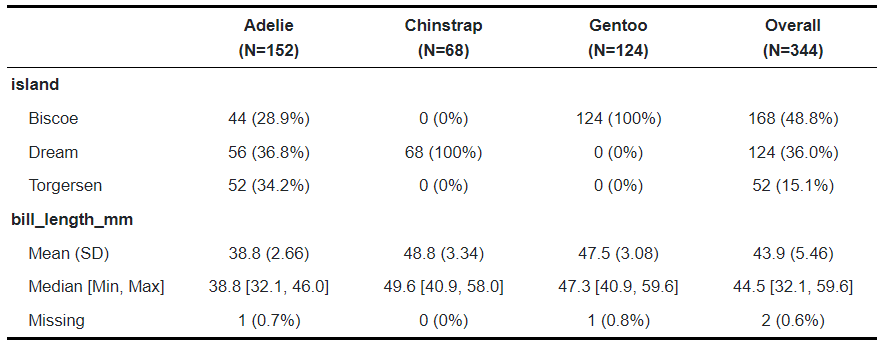 Adelie Chinstrap Gentoo Overall
(N=152) (N=68) (N=124) (N=344)
island
Biscoe 44 (28.9%) 0 (0%) 124 (100%) 168 (48.8%)
Dream 56 (36.8%) 68 (100%) 0 (0%) 124 (36.0%)
Torgersen 52 (34.2%) 0 (0%) 0 (0%) 52 (15.1%)
bill_length_mm
Mean (SD) 38.8 (2.66) 48.8 (3.34) 47.5 (3.08) 43.9 (5.46)
Median [Min, Max] 38.8 [32.1, 46.0] 49.6 [40.9, 58.0] 47.3 [40.9, 59.6] 44.5 [32.1, 59.6]
Missing 1 (0.7%) 0 (0%) 1 (0.8%) 2 (0.6%)